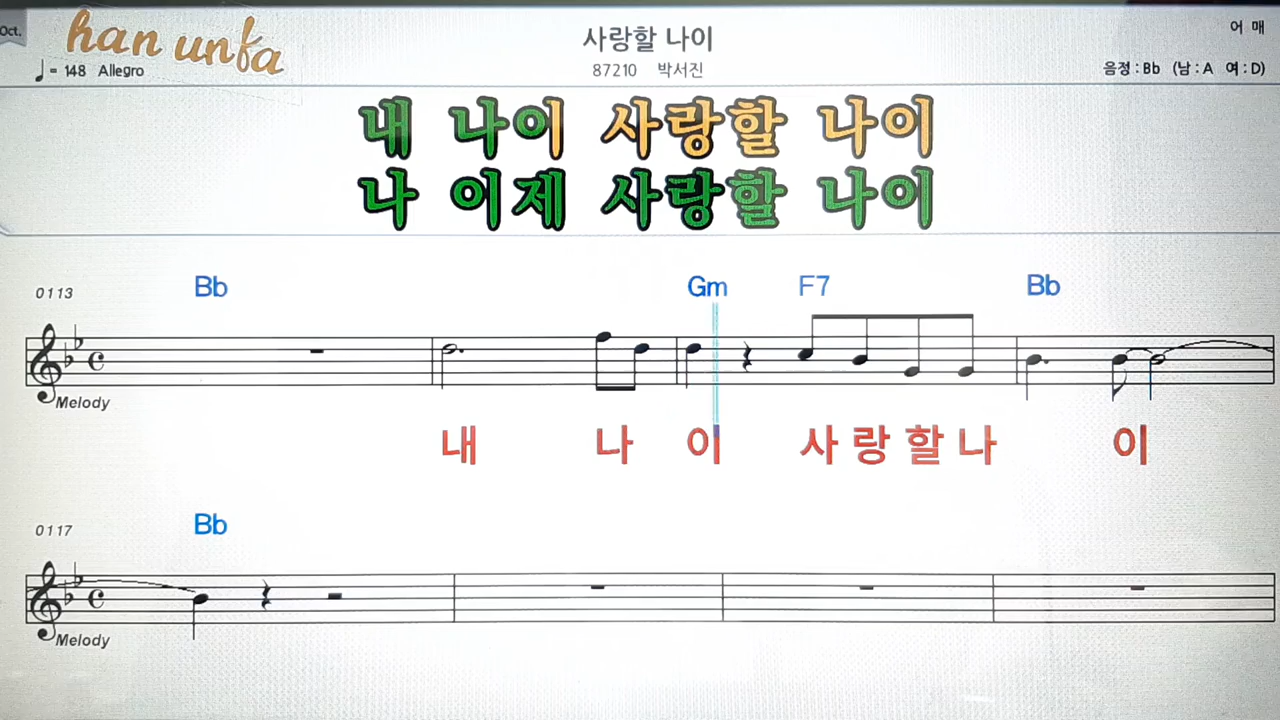 Oct.
han unfa
사랑할 나이
어 매
♩= 148 Allegro
87210 박서진
음정 : Bb (남 : A 여 : D)
내 나이 사랑할 나이
나 이제 사랑할 나이
0113 Bb Gm F7 Bb
Melody
내 나 이 사 랑 할 나 이
0117 Bb
Melody